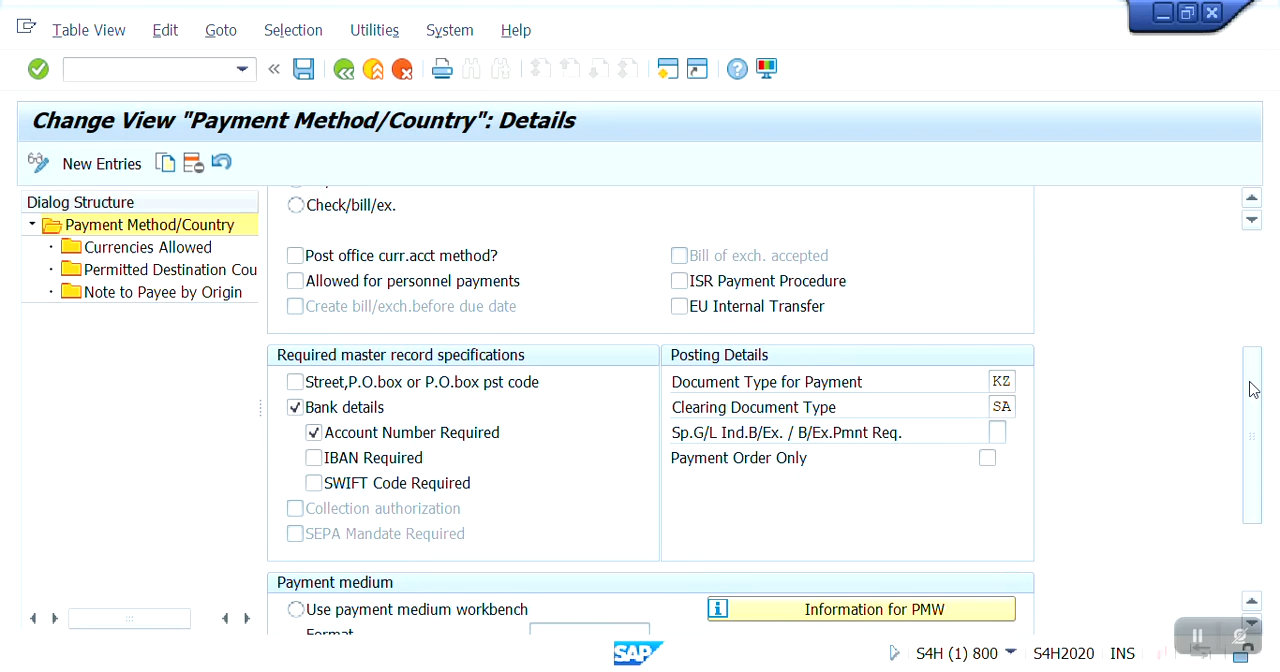 Table View Edit Goto Selection Utilities System Help
Change View "Payment Method/Country": Details
New Entries
Dialog Structure
Payment Method/Country
Currencies Allowed
Permitted Destination Cou
Note to Payee by Origin
Check/bill/ex.
Post office curr.acct method?
Bill of exch. accepted
Allowed for personnel payments
ISR Payment Procedure
Create bill/exch.before due date
EU Internal Transfer
Required master record specifications
Street,P.O.box or P.O.box pst code
Bank details
Account Number Required
IBAN Required
SWIFT Code Required
Collection authorization
SEPA Mandate Required
Posting Details
Document Type for Payment KZ
Clearing Document Type SA
Sp.G/L Ind.B/Ex. / B/Ex.Pmnt Req.
Payment Order Only
Payment medium
Use payment medium workbench
Information for PMW
Format
SAP
S4H (1) 800 S4H2020 INS